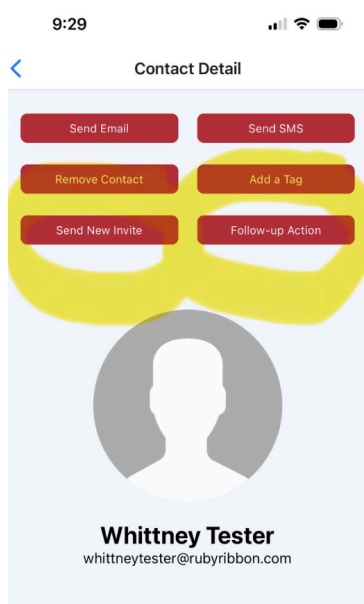 9:29
Contact Detail
Send Email Send SMS
Remove Contact Add a Tag
Send New Invite Follow-up Action
Whittney Tester
whittneytester@rubyribbon.com